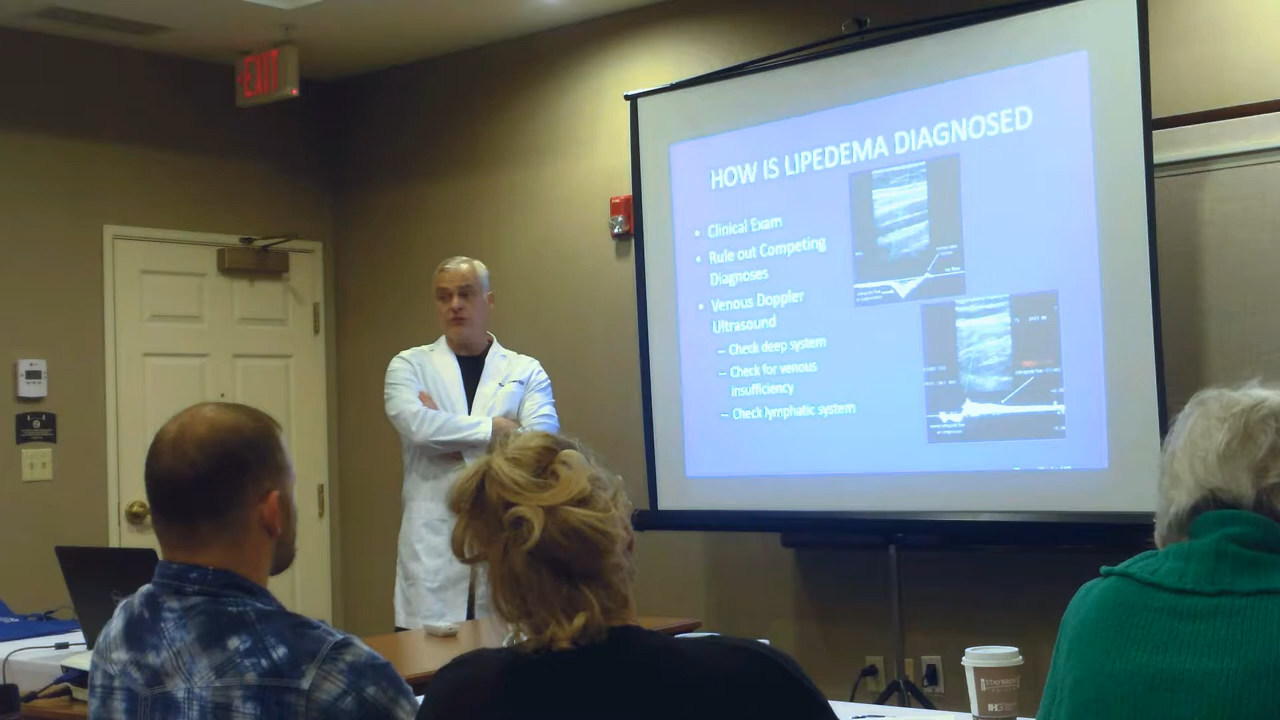 EXIT
HOW IS LIPEDEMA DIAGNOSED
• Clinical Exam
• Rule out Competing
Diagnoses
• Venous Doppler
Ultrasound
– Check deep system
– Check for venous
insufficiency
– Check lymphatic system